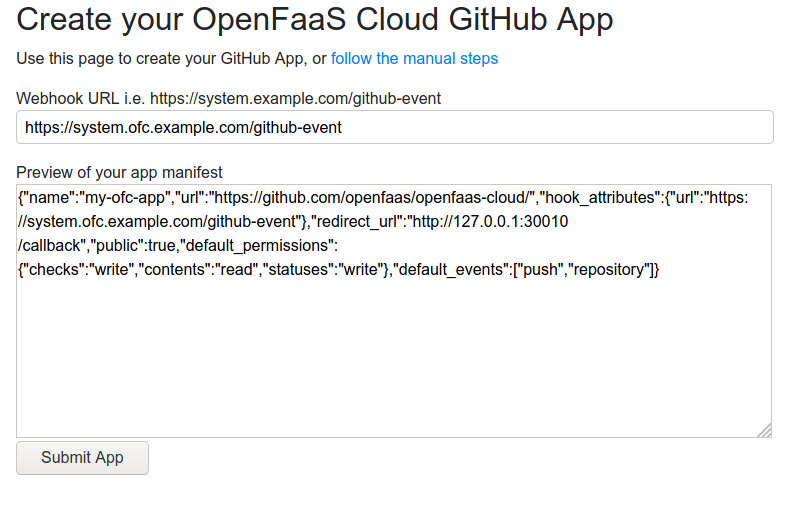 Create your OpenFaaS Cloud GitHub App
Use this page to create your GitHub App, or follow the manual steps
Webhook URL i.e. https://system.example.com/github-event
https://system.ofc.example.com/github-event
Preview of your app manifest
{"name":"my-ofc-app","url":"https://github.com/openfaas/openfaas-cloud/","hook_attributes":{"url":"https:
//system.ofc.example.com/github-event"},"redirect_url":"http://127.0.0.1:30010
/callback","public":true,"default_permissions":
{"checks":"write","contents":"read","statuses":"write"},"default_events":["push","repository"]}
Submit App